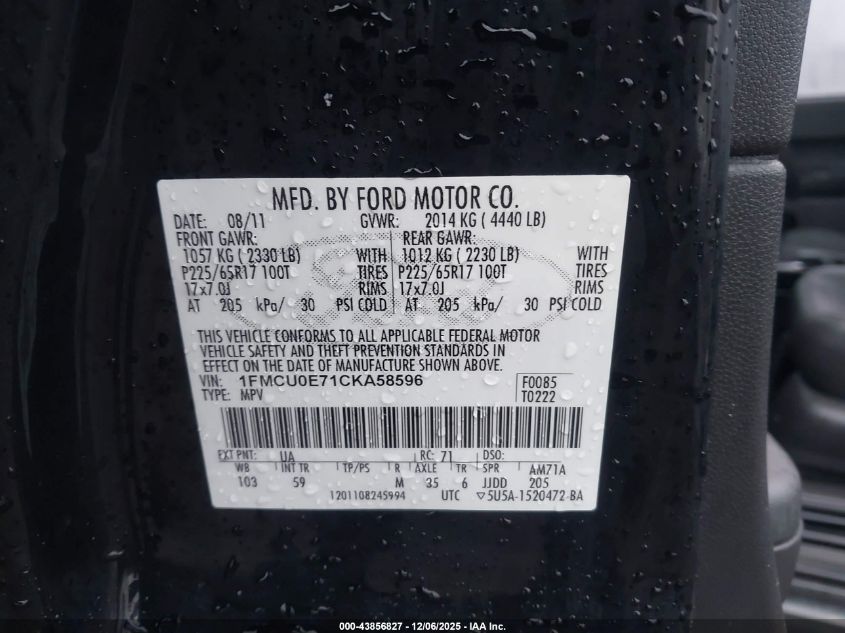 MFD. BY FORD MOTOR CO.
DATE: 08/11 GVWR: 2014 KG ( 4440 LB)
FRONT GAWR: REAR GAWR:
1057 KG ( 2330 LB) WITH 1012 KG ( 2230 LB) WITH
P225/65R17 100T TIRES P225/65R17 100T TIRES
17x7.0J RIMS 17x7.0J RIMS
AT 205 kPa/ 30 PSI COLD AT 205 kPa/ 30 PSI COLD
THIS VEHICLE CONFORMS TO ALL APPLICABLE FEDERAL MOTOR
VEHICLE SAFETY AND THEFT PREVENTION STANDARDS IN
EFFECT ON THE DATE OF MANUFACTURE SHOWN ABOVE.
VIN: 1FMCU0E71CKA58596 F0085
TYPE: MPV T0222
EXT PNT: UA RC: 71 DSO:
WB INT TR TP/PS R AXLE TR SPR AM71A
103 59 M 35 6 JJDD 205
1201108245994 UTC ▽5U5A-1520472-BA
000-43856827 - 12/06/2025 - IAA Inc.